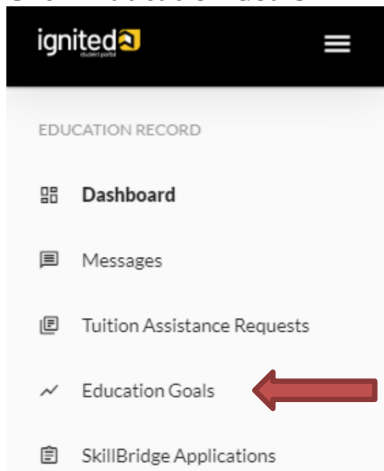 ignited
student portal
EDUCATION RECORD
Dashboard
Messages
Tuition Assistance Requests
Education Goals
SkillBridge Applications